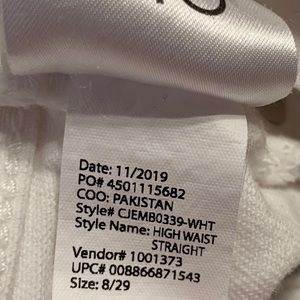 Date: 11/2019
PO# 4501115682
COO: PAKISTAN
Style# CJEMB0339-WHT
Style Name: HIGH WAIST
STRAIGHT
Vendor# 1001373
UPC# 008866871543
Size: 8/29